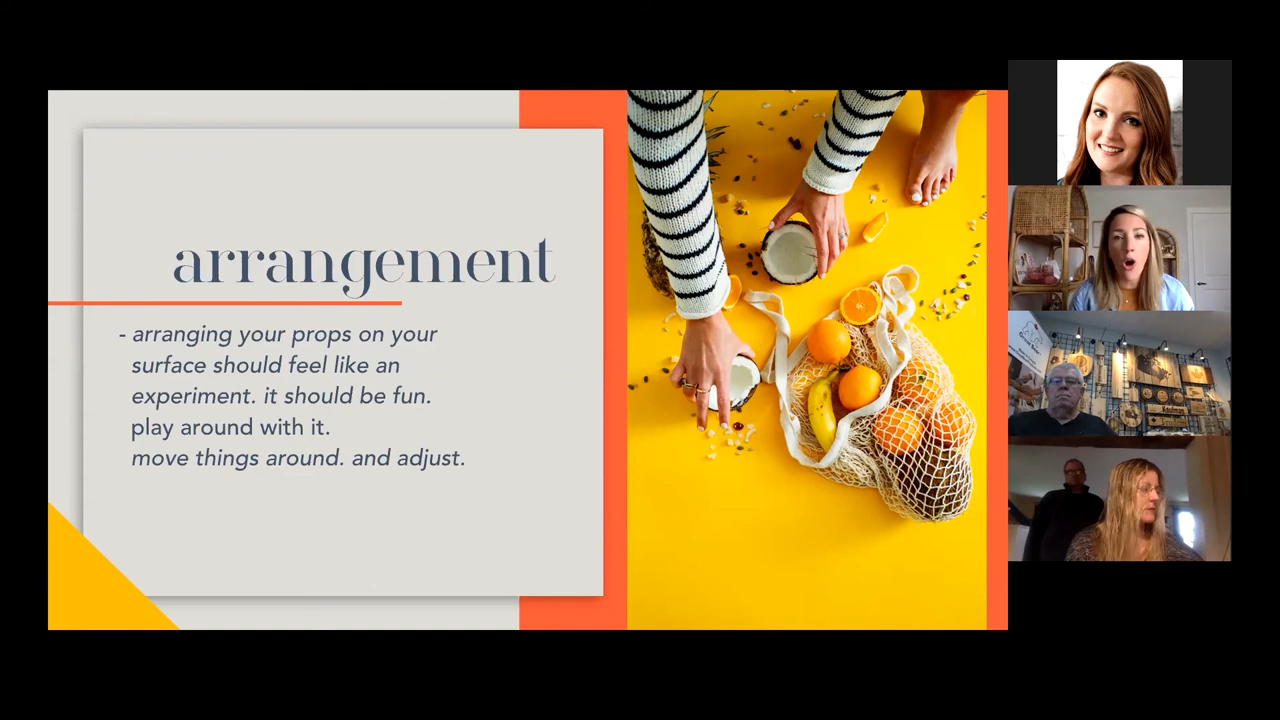 arrangement
- arranging your props on your
surface should feel like an
experiment. it should be fun.
play around with it.
move things around. and adjust.